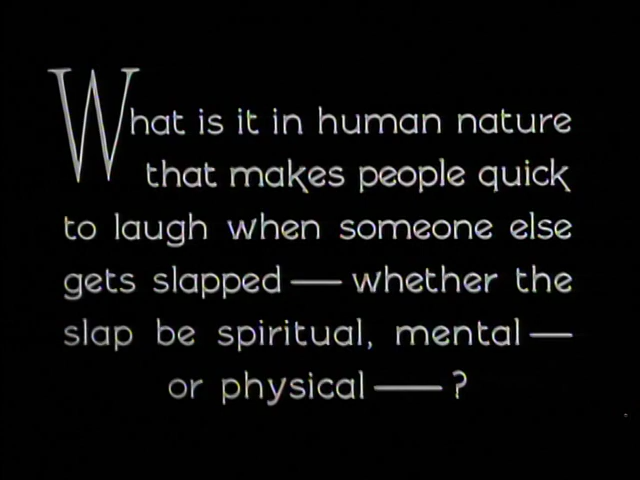 What is it in human nature
that makes people quick
to laugh when someone else
gets slapped — whether the
slap be spiritual, mental —
or physical — ?